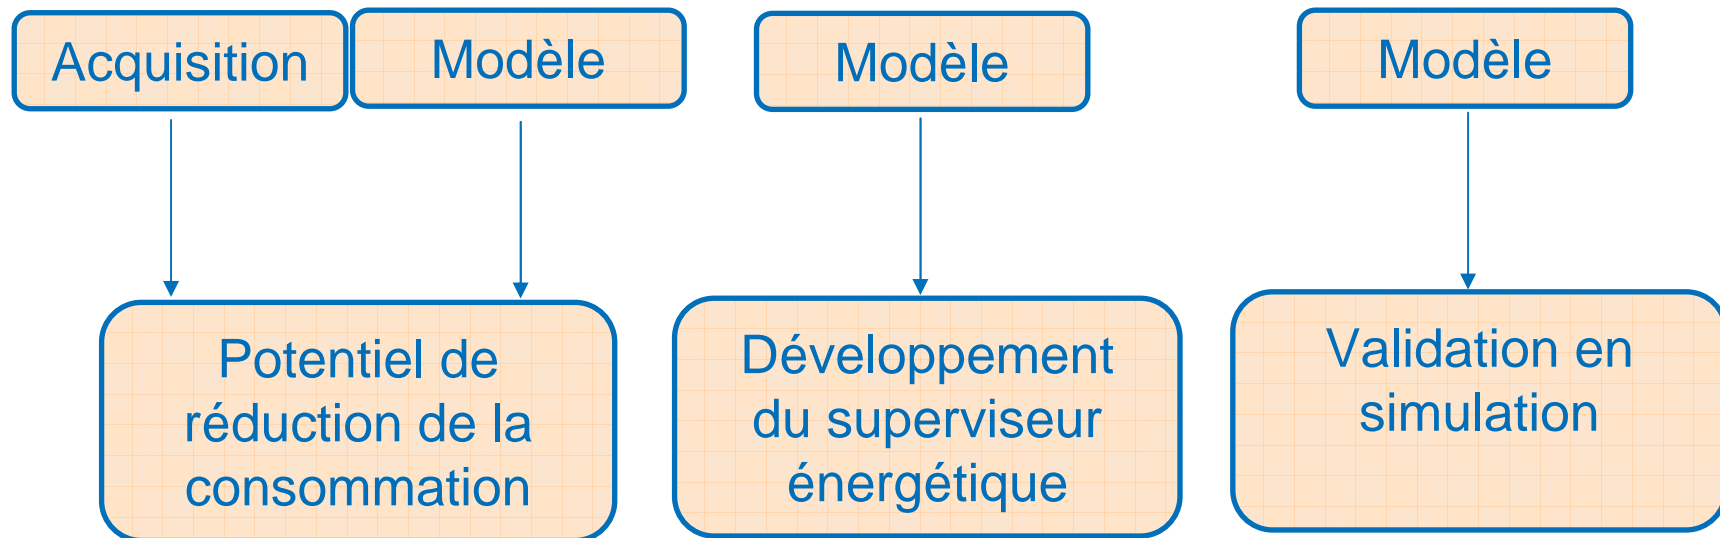 Acquisition
Modèle
Modèle
Modèle
Potentiel de
réduction de la
consommation
Développement
du superviseur
énergétique
Validation en
simulation